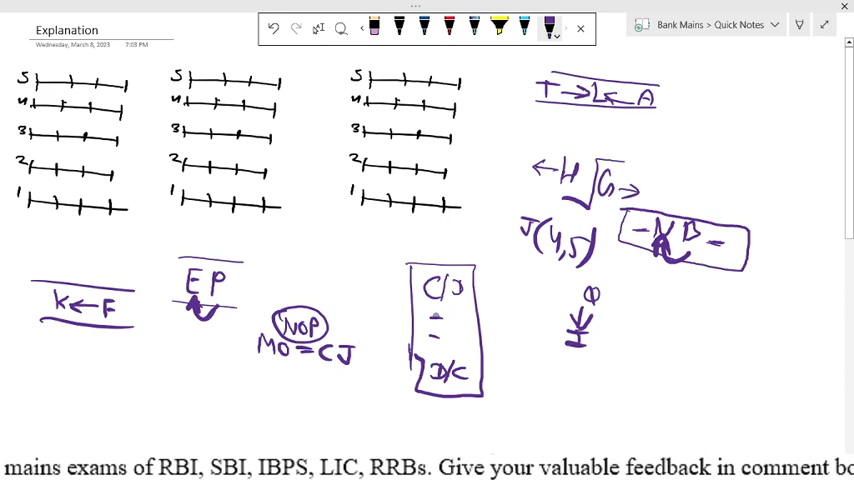 Bank Mains > Quick Notes
Explanation
Wednesday, March 8, 2023 7:03 PM
5 5 5
4 4 4
3 3 3
2 2 2
1 1 1
T → L ← A
← H G →
J (4,5)
- N B -
K ← F
E P
NOP
MO = CJ
C/D
-
-
D/C
Q
↓
I
mains exams of RBI, SBI, IBPS, LIC, RRBs. Give your valuable feedback in comment bo